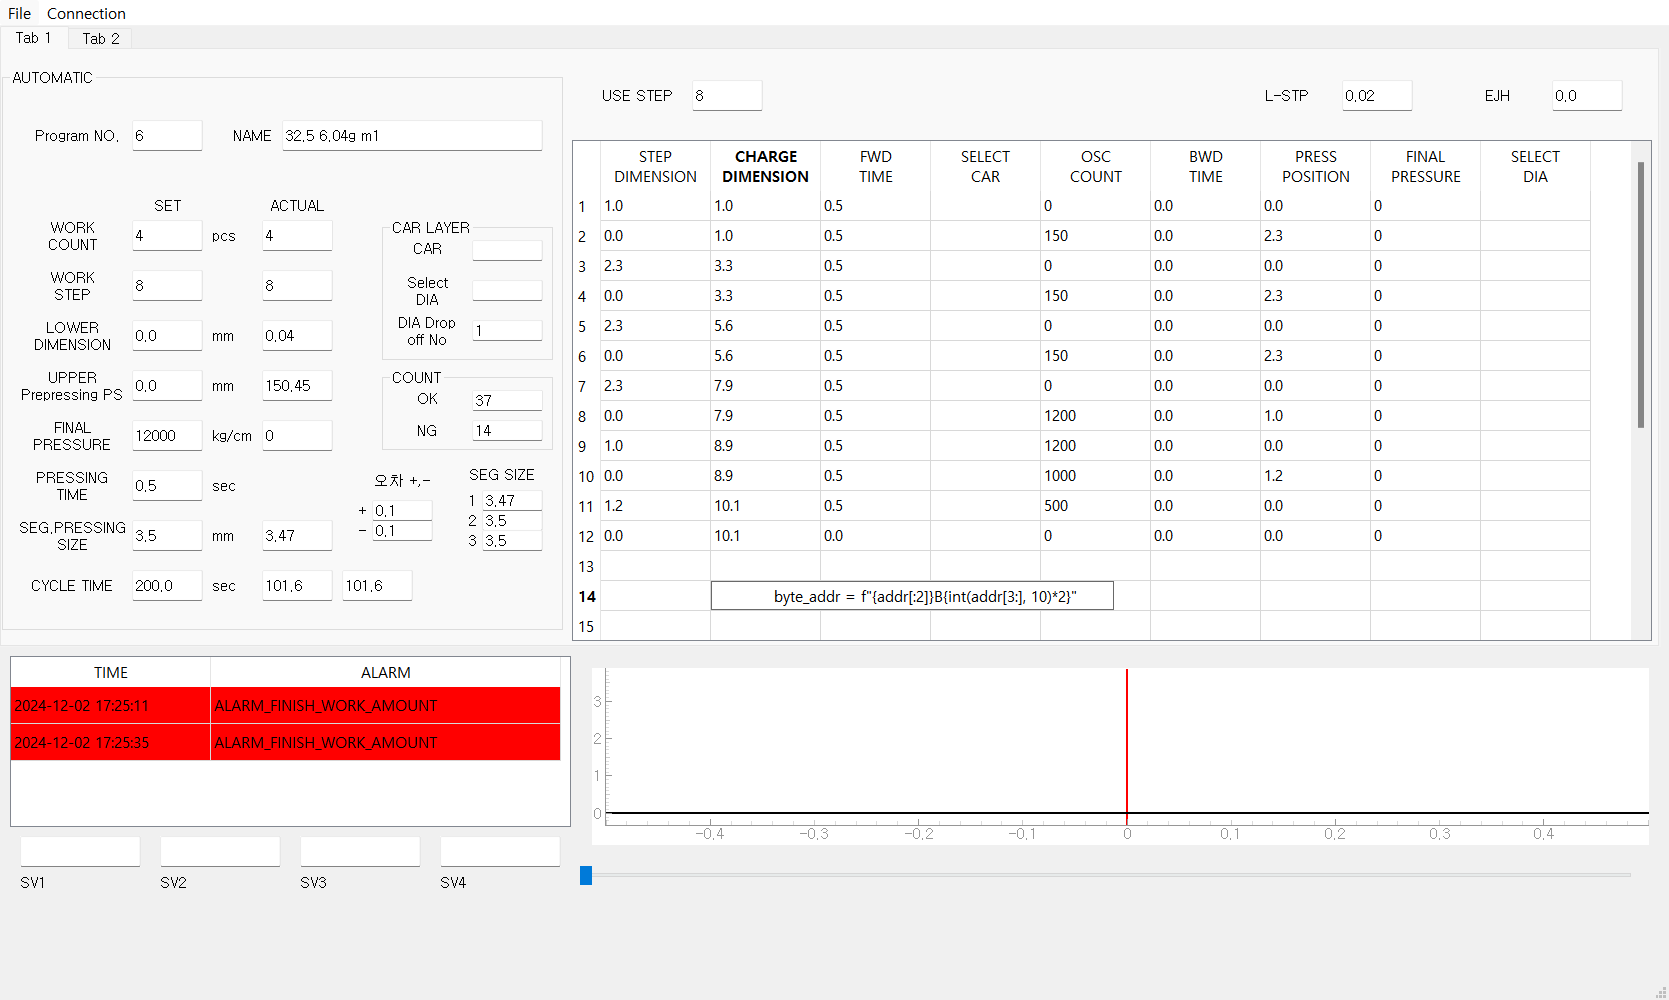 File Connection
Tab 1 Tab 2
AUTOMATIC
Program NO. 6 NAME 32.5 6.04g m1
SET ACTUAL
WORK COUNT 4 pcs 4
WORK STEP 8 8
LOWER DIMENSION 0.0 mm 0.04
UPPER Prepressing PS 0.0 mm 150.45
FINAL PRESSURE 12000 kg/cm 0
PRESSING TIME 0.5 sec
SEG.PRESSING SIZE 3.5 mm 3.47
CYCLE TIME 200.0 sec 101.6 101.6
CAR LAYER
CAR
Select DIA
DIA Drop off No 1
COUNT
OK 37
NG 14
오차 +,-
+ 0.1
- 0.1
SEG SIZE
1 3.47
2 3.5
3 3.5
USE STEP 8 L-STP 0.02 EJH 0.0
STEP DIMENSION CHARGE DIMENSION FWD TIME SELECT CAR OSC COUNT BWD TIME PRESS POSITION FINAL PRESSURE SELECT DIA
1 1.0 1.0 0.5 0 0.0 0.0 0
2 0.0 1.0 0.5 150 0.0 2.3 0
3 2.3 3.3 0.5 0 0.0 0.0 0
4 0.0 3.3 0.5 150 0.0 2.3 0
5 2.3 5.6 0.5 0 0.0 0.0 0
6 0.0 5.6 0.5 150 0.0 2.3 0
7 2.3 7.9 0.5 0 0.0 0.0 0
8 0.0 7.9 0.5 1200 0.0 1.0 0
9 1.0 8.9 0.5 1200 0.0 0.0 0
10 0.0 8.9 0.5 1000 0.0 1.2 0
11 1.2 10.1 0.5 500 0.0 0.0 0
12 0.0 10.1 0.0 0 0.0 0.0 0
13
14 byte_addr = f"{addr[:2]}B{int(addr[3:], 10)*2}"
15
TIME ALARM
2024-12-02 17:25:11 ALARM_FINISH_WORK_AMOUNT
2024-12-02 17:25:35 ALARM_FINISH_WORK_AMOUNT
SV1 SV2 SV3 SV4
3
2
1
0
-0.4 -0.3 -0.2 -0.1 0 0.1 0.2 0.3 0.4